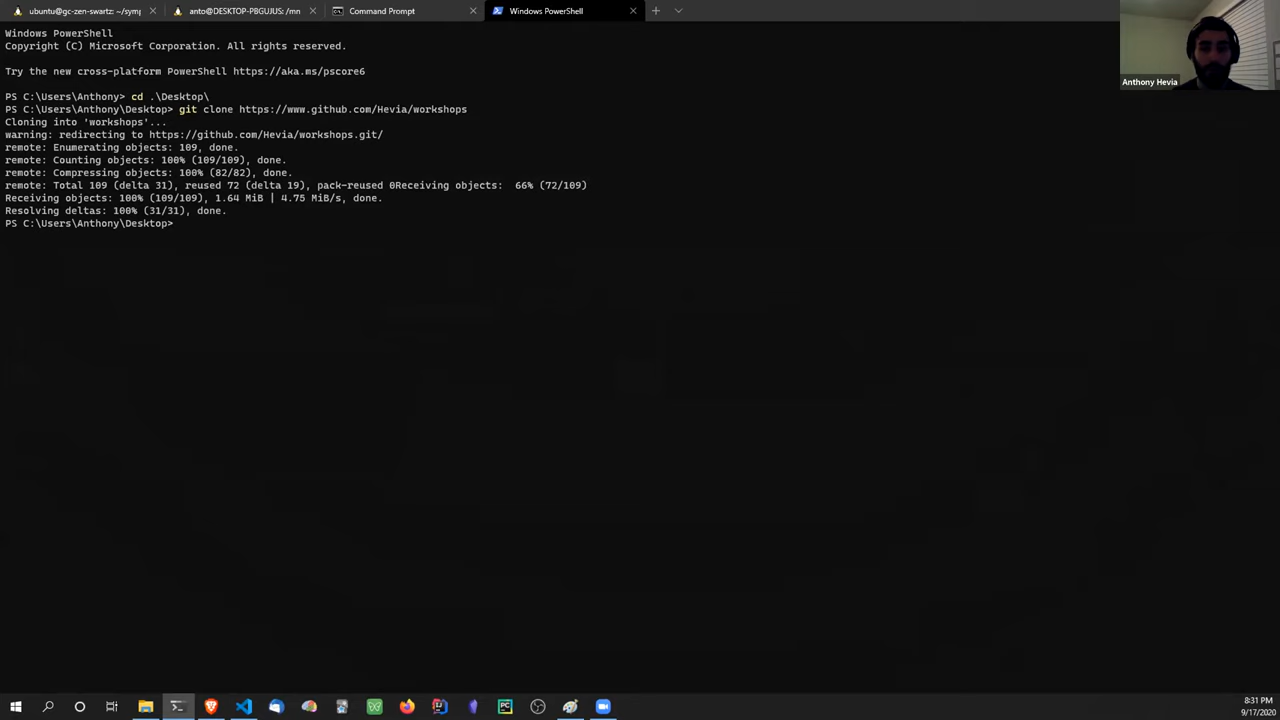 ubuntu@gc-zen-swartz: ~/symp
anto@DESKTOP-PBGUJUS: /mn
Command Prompt
Windows PowerShell
Windows PowerShell
Copyright (C) Microsoft Corporation. All rights reserved.
Try the new cross-platform PowerShell https://aka.ms/pscore6
PS C:\Users\Anthony> cd .\Desktop\
PS C:\Users\Anthony\Desktop> git clone https://www.github.com/Hevia/workshops
Cloning into 'workshops'...
warning: redirecting to https://github.com/Hevia/workshops.git/
remote: Enumerating objects: 109, done.
remote: Counting objects: 100% (109/109), done.
remote: Compressing objects: 100% (82/82), done.
remote: Total 109 (delta 31), reused 72 (delta 19), pack-reused 0Receiving objects:  66% (72/109)
Receiving objects: 100% (109/109), 1.64 MiB | 4.75 MiB/s, done.
Resolving deltas: 100% (31/31), done.
PS C:\Users\Anthony\Desktop>
Anthony Hevia
PC
8:31 PM
9/17/2020